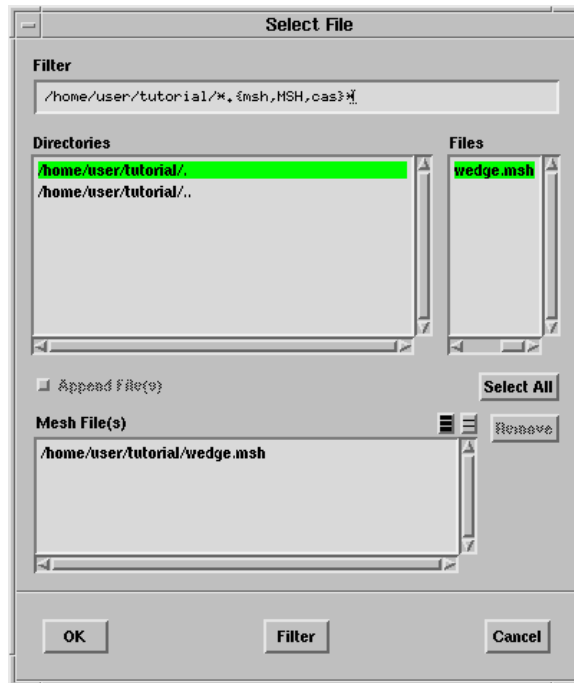 Select File
Filter
/home/user/tutorial/*.{msh,MSH,cas}*
Directories
Files
/home/user/tutorial/.
wedge.msh
/home/user/tutorial/..
Append File(s)
Select All
Mesh File(s)
Remove
/home/user/tutorial/wedge.msh
OK
Filter
Cancel